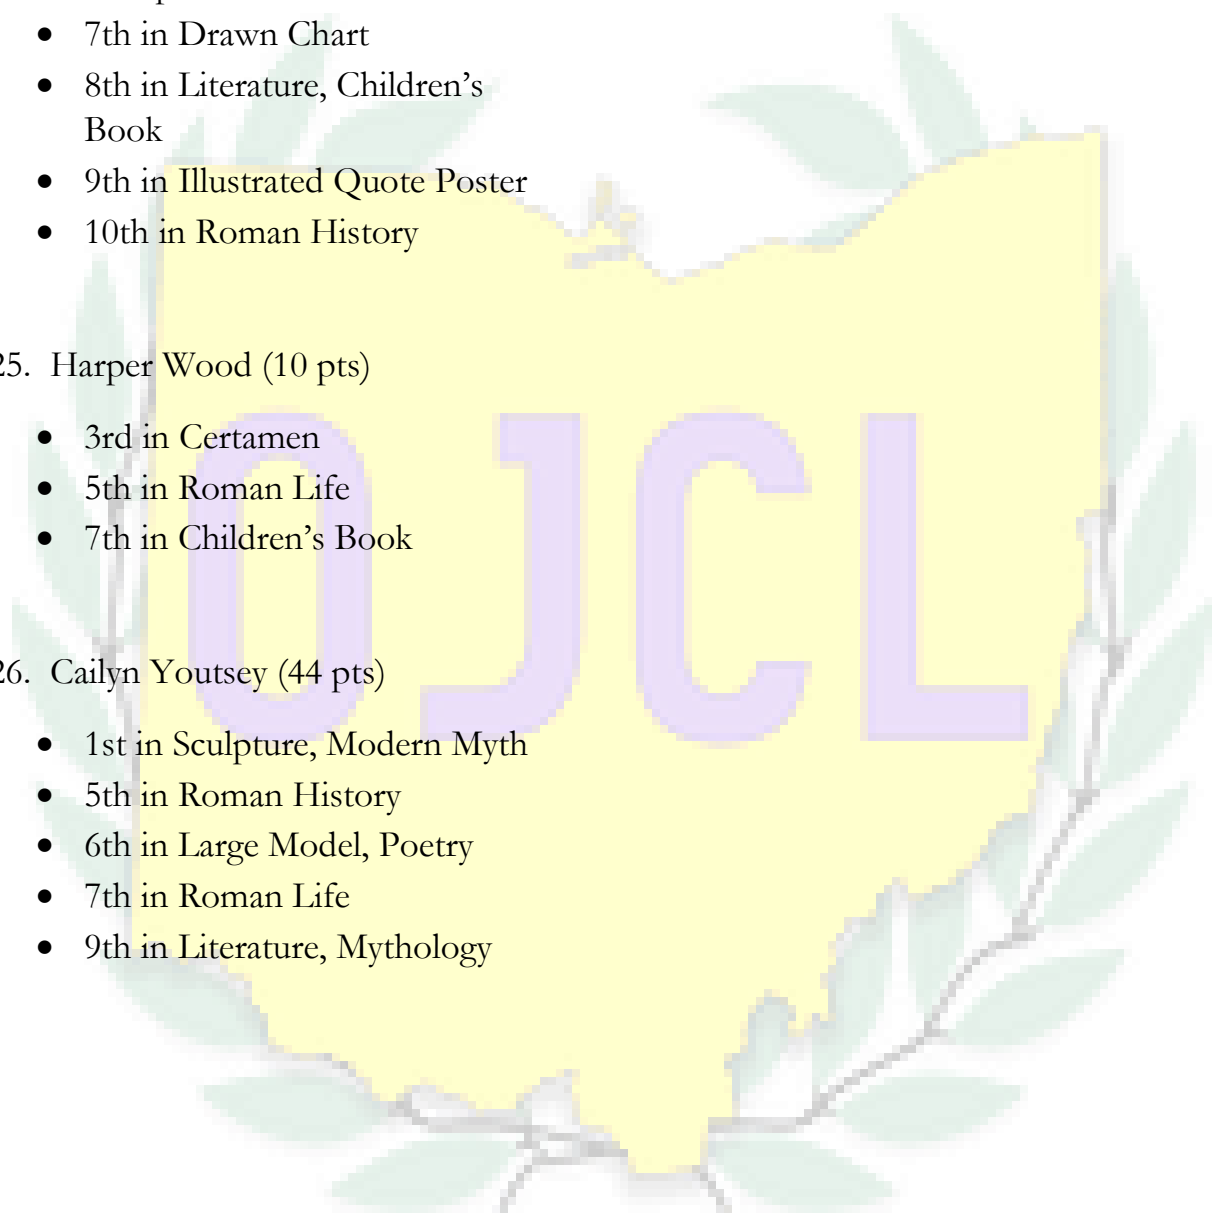 • 7th in Drawn Chart
• 8th in Literature, Children’s
Book
• 9th in Illustrated Quote Poster
• 10th in Roman History
25. Harper Wood (10 pts)
• 3rd in Certamen
• 5th in Roman Life
• 7th in Children’s Book
26. Cailyn Youtsey (44 pts)
• 1st in Sculpture, Modern Myth
• 5th in Roman History
• 6th in Large Model, Poetry
• 7th in Roman Life
• 9th in Literature, Mythology
OJCL